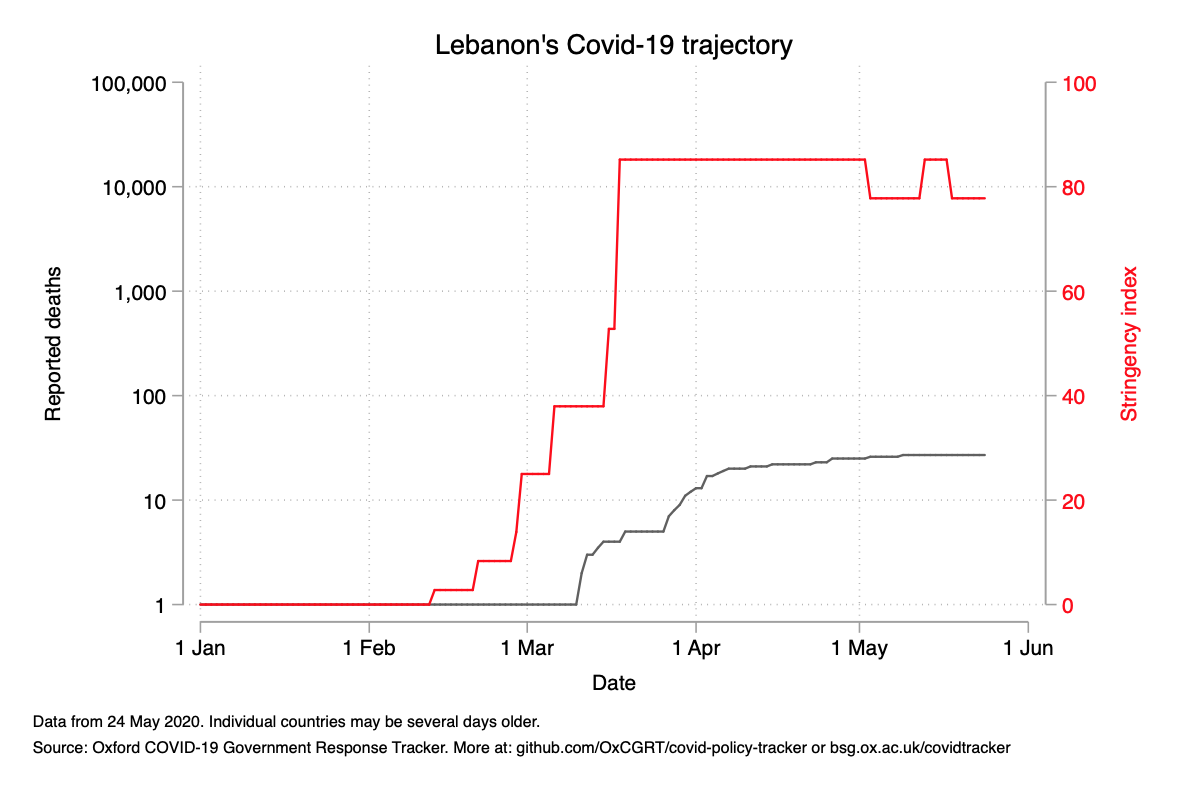 Lebanon's Covid-19 trajectory
100,000
10,000
1,000
100
10
1
Reported deaths
100
80
60
40
20
0
Stringency index
1 Jan 1 Feb 1 Mar 1 Apr 1 May 1 Jun
Date
Data from 24 May 2020. Individual countries may be several days older.
Source: Oxford COVID-19 Government Response Tracker. More at: github.com/OxCGRT/covid-policy-tracker or bsg.ox.ac.uk/covidtracker